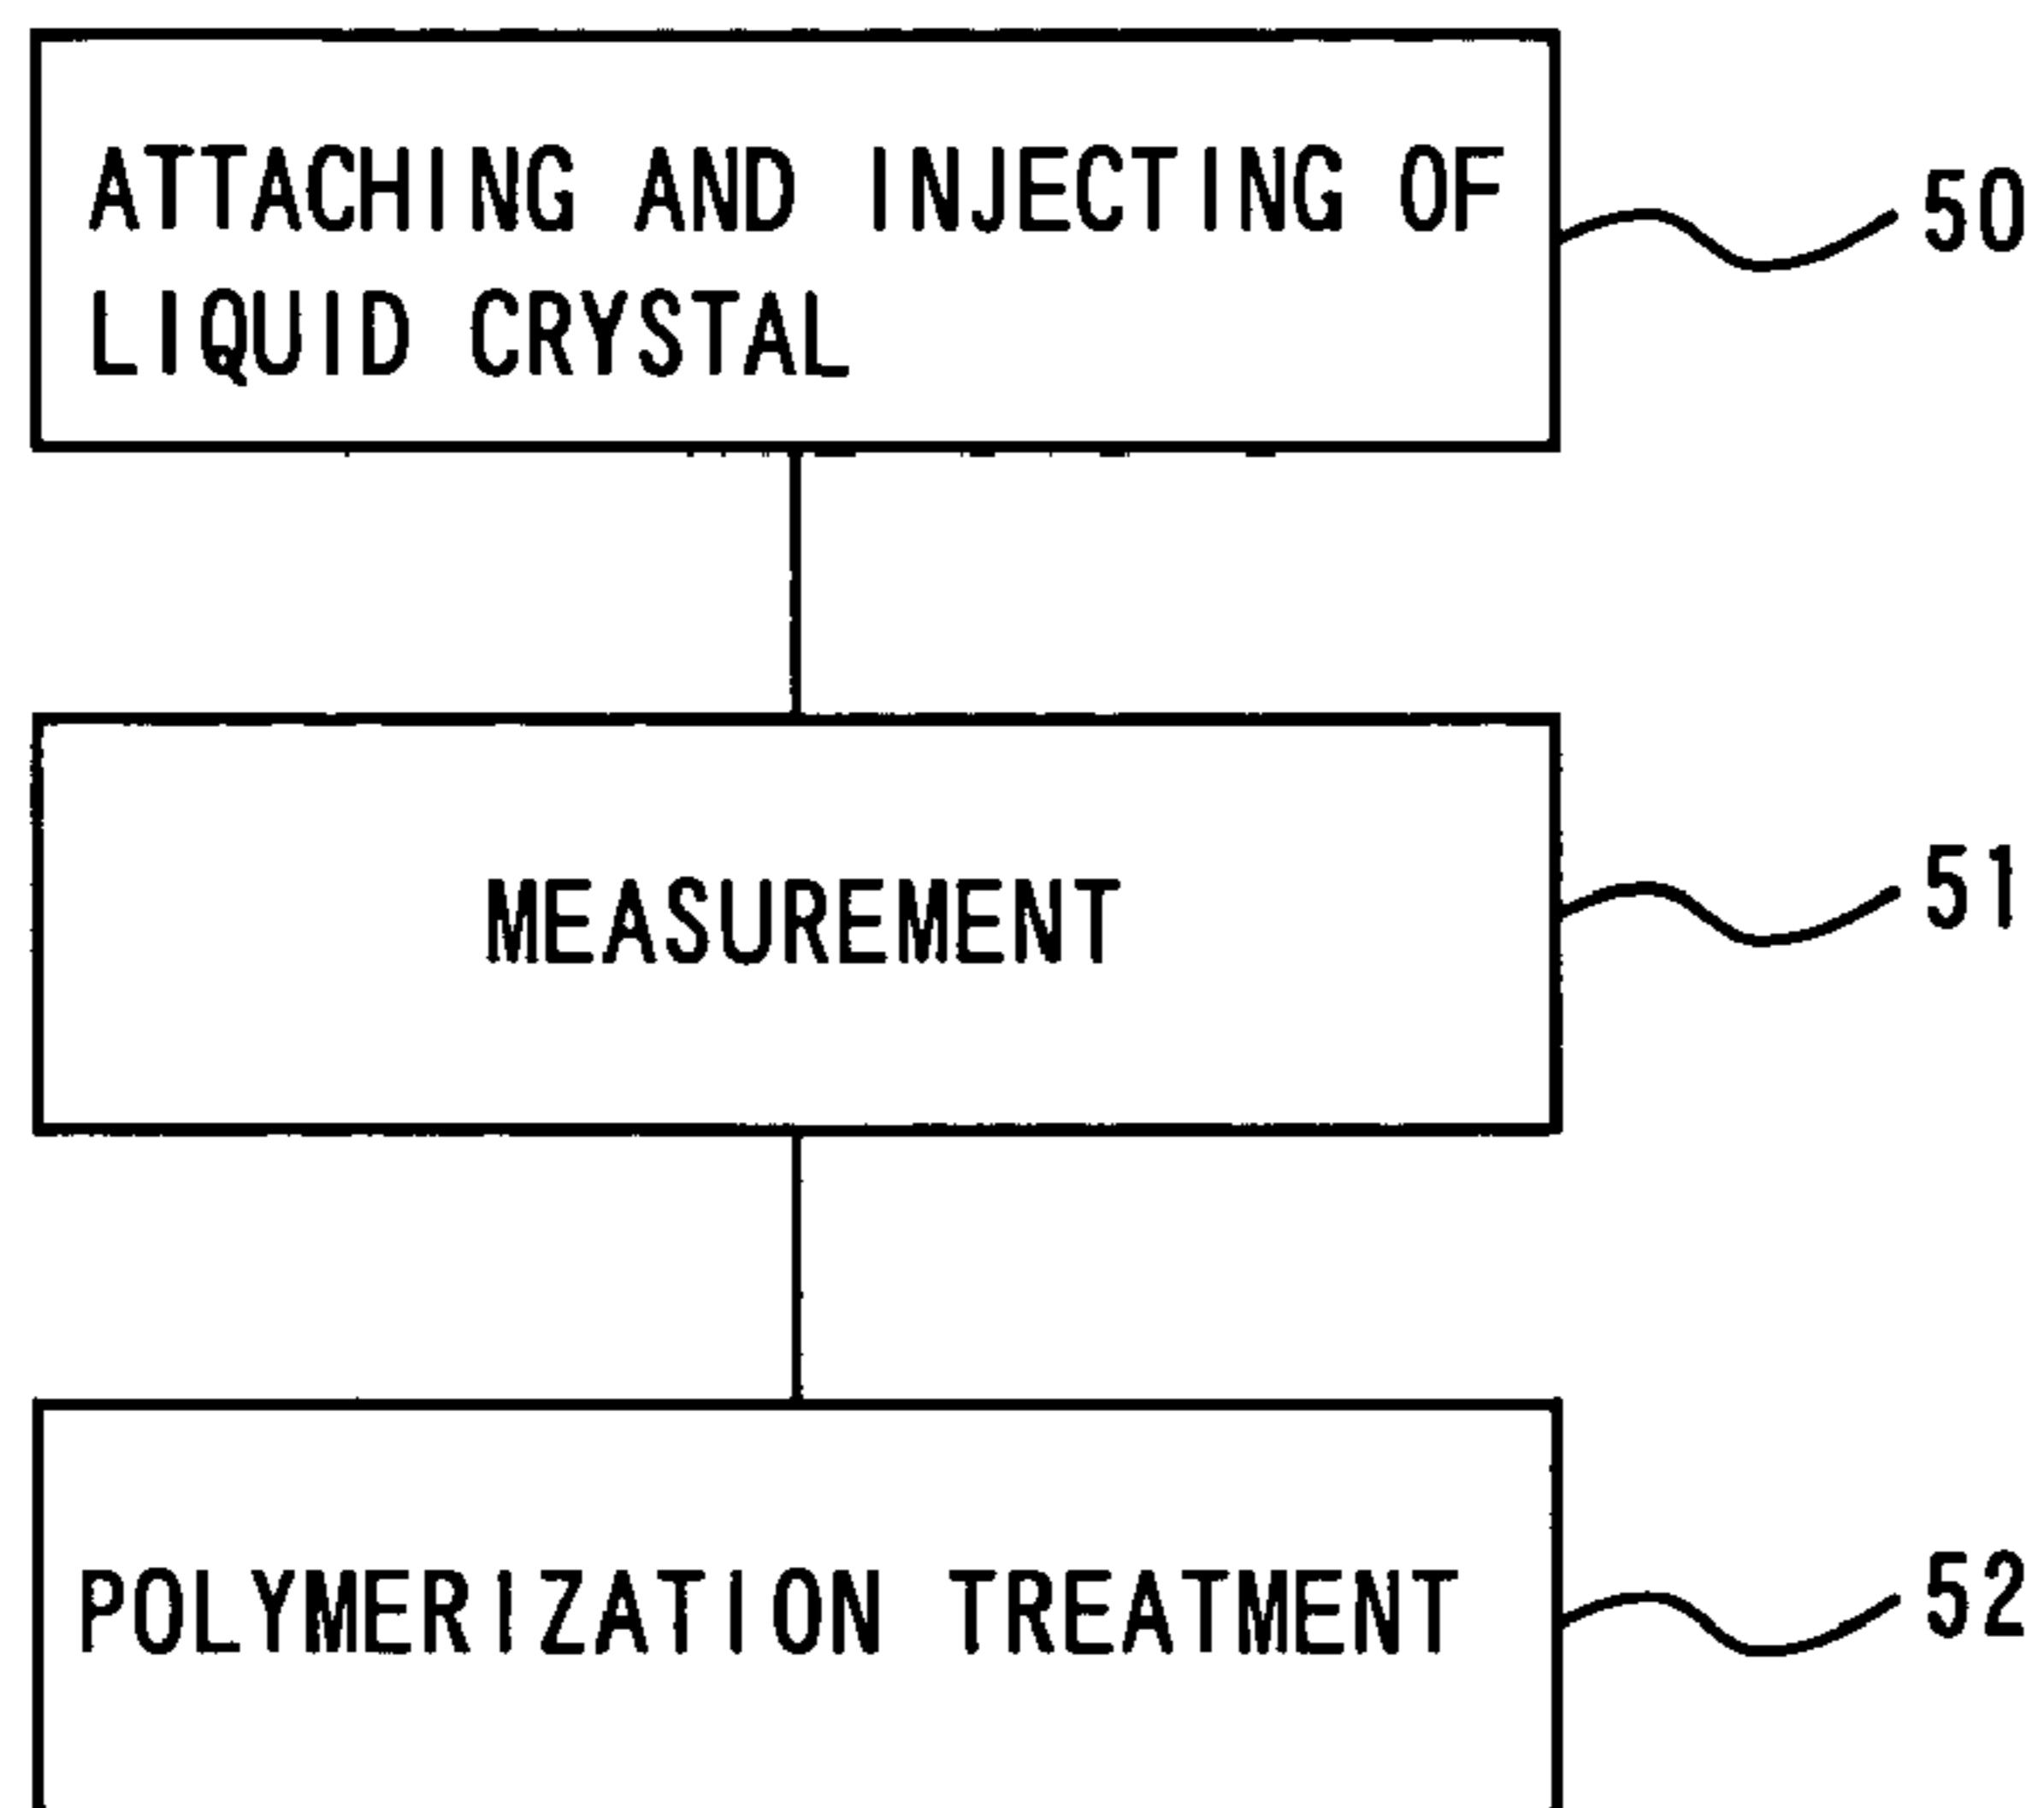 ATTACHING AND INJECTING OF
LIQUID CRYSTAL
50
MEASUREMENT
51
POLYMERIZATION TREATMENT
52